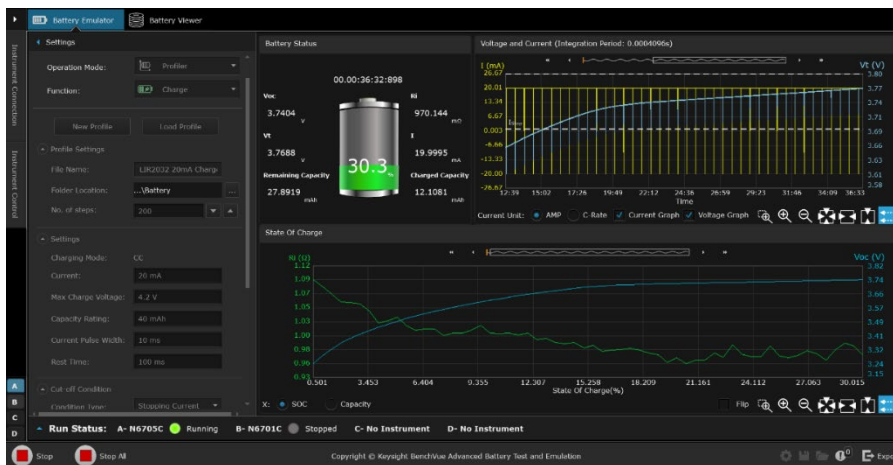 Battery Emulator
Battery Viewer
Instrument Connection
Instrument Control
Settings
Operation Mode: Profiler
Function: Charge
New Profile Load Profile
Profile Settings
File Name: LIR2032 20mA Charg
Folder Location: ...\Battery ...
No. of steps: 200
Settings
Charging Mode: CC
Current: 20 mA
Max Charge Voltage: 4.2 V
Capacity Rating: 40 mAh
Current Pulse Width: 10 ms
Rest Time: 100 ms
Cut-off Condition
Condition Type: Stopping Current
A
B
C
D
Battery Status
00.00:36:32:898
Voc Ri
3.7404 V 970.144 mΩ
Vt I
3.7688 V 19.9995 mA
30.3 %
Remaining Capacity Charged Capacity
27.8919 mAh 12.1081 mAh
Voltage and Current (Integration Period: 0.0004096s)
I (mA) Vt (V)
26.67 3.80
20.01 3.77
13.34 3.74
6.67 3.71
0.003 3.69
-6.66 3.66
-13.33 3.63
-20.00 3.61
-26.67 3.58
12:39 15:02 17:26 19:49 22:12 24:36 26:59 29:23 31:46 34:09 36:33
Time
Current Unit: AMP C-Rate Current Graph Voltage Graph
State Of Charge
Ri (Ω) Voc (V)
1.12 3.82
1.09 3.74
1.07 3.66
1.05 3.57
1.03 3.49
1.00 3.41
0.98 3.32
0.96 3.24
0.93 3.15
0.501 3.453 6.404 9.355 12.307 15.258 18.209 21.161 24.112 27.063 30.015
State Of Charge(%)
X: SOC Capacity Flip
Run Status: A- N6705C Running B- N6701C Stopped C- No Instrument D- No Instrument
Stop Stop All Copyright © Keysight BenchVue Advanced Battery Test and Emulation 0 Expo